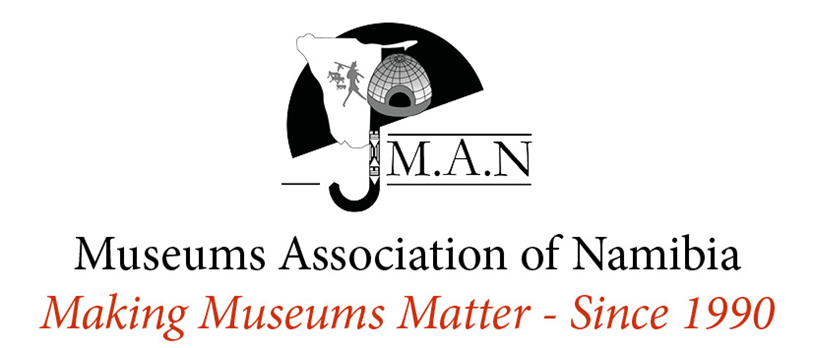 M.A.N
Museums Association of Namibia
Making Museums Matter - Since 1990